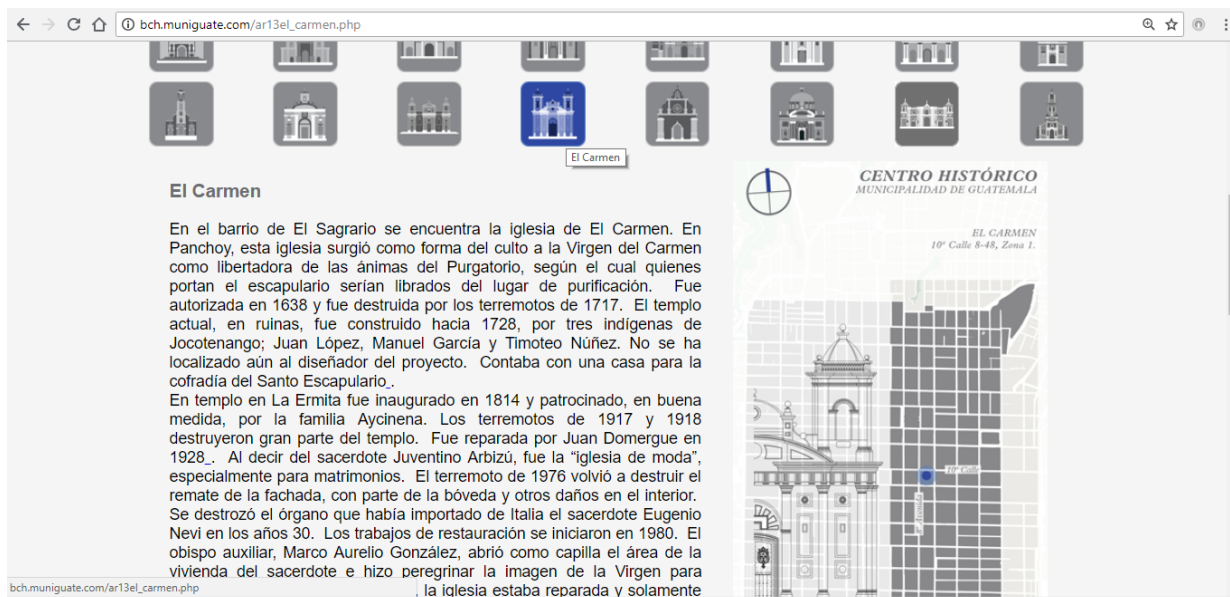 bch.muniguate.com/ar13el_carmen.php
El Carmen
El Carmen
En el barrio de El Sagrario se encuentra la iglesia de El Carmen. En
Panchoy, esta iglesia surgió como forma del culto a la Virgen del Carmen
como libertadora de las ánimas del Purgatorio, según el cual quienes
portan el escapulario serían librados del lugar de purificación. Fue
autorizada en 1638 y fue destruida por los terremotos de 1717. El templo
actual, en ruinas, fue construido hacia 1728, por tres indígenas de
Jocotenango; Juan López, Manuel García y Timoteo Núñez. No se ha
localizado aún al diseñador del proyecto. Contaba con una casa para la
cofradía del Santo Escapulario_.
En templo en La Ermita fue inaugurado en 1814 y patrocinado, en buena
medida, por la familia Aycinena. Los terremotos de 1917 y 1918
destruyeron gran parte del templo. Fue reparada por Juan Domergue en
1928_. Al decir del sacerdote Juventino Arbizú, fue la “iglesia de moda”,
especialmente para matrimonios. El terremoto de 1976 volvió a destruir el
remate de la fachada, con parte de la bóveda y otros daños en el interior.
Se destrozó el órgano que había importado de Italia el sacerdote Eugenio
Nevi en los años 30. Los trabajos de restauración se iniciaron en 1980. El
obispo auxiliar, Marco Aurelio González, abrió como capilla el área de la
vivienda del sacerdote e hizo peregrinar la imagen de la Virgen para
la iglesia estaba reparada y solamente
CENTRO HISTÓRICO
MUNICIPALIDAD DE GUATEMALA
EL CARMEN
10ª Calle 8-48, Zona 1.
10ª Calle
8ª Avenida
bch.muniguate.com/ar13el_carmen.php